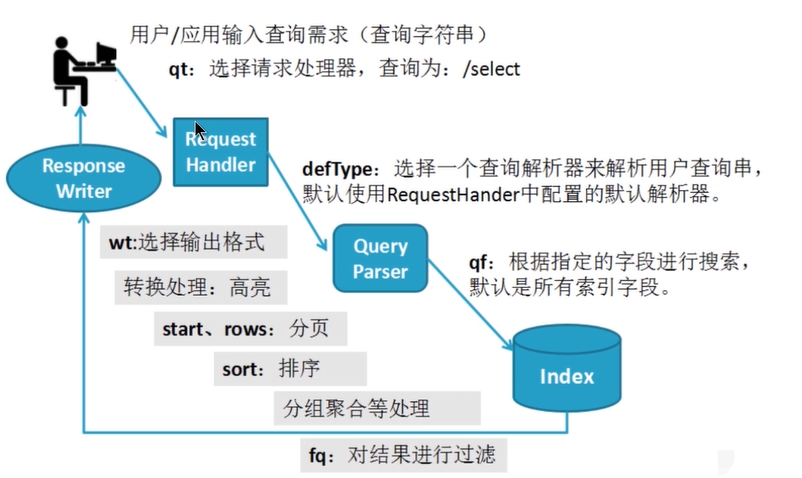 用户/应用输入查询需求（查询字符串）
qt：选择请求处理器，查询为：/select
Request
Handler
Response
Writer
defType：选择一个查询解析器来解析用户查询串，
默认使用RequestHander中配置的默认解析器。
wt:选择输出格式
Query
Parser
qf：根据指定的字段进行搜索，
默认是所有索引字段。
转换处理：高亮
start、rows：分页
sort：排序
Index
分组聚合等处理
fq：对结果进行过滤